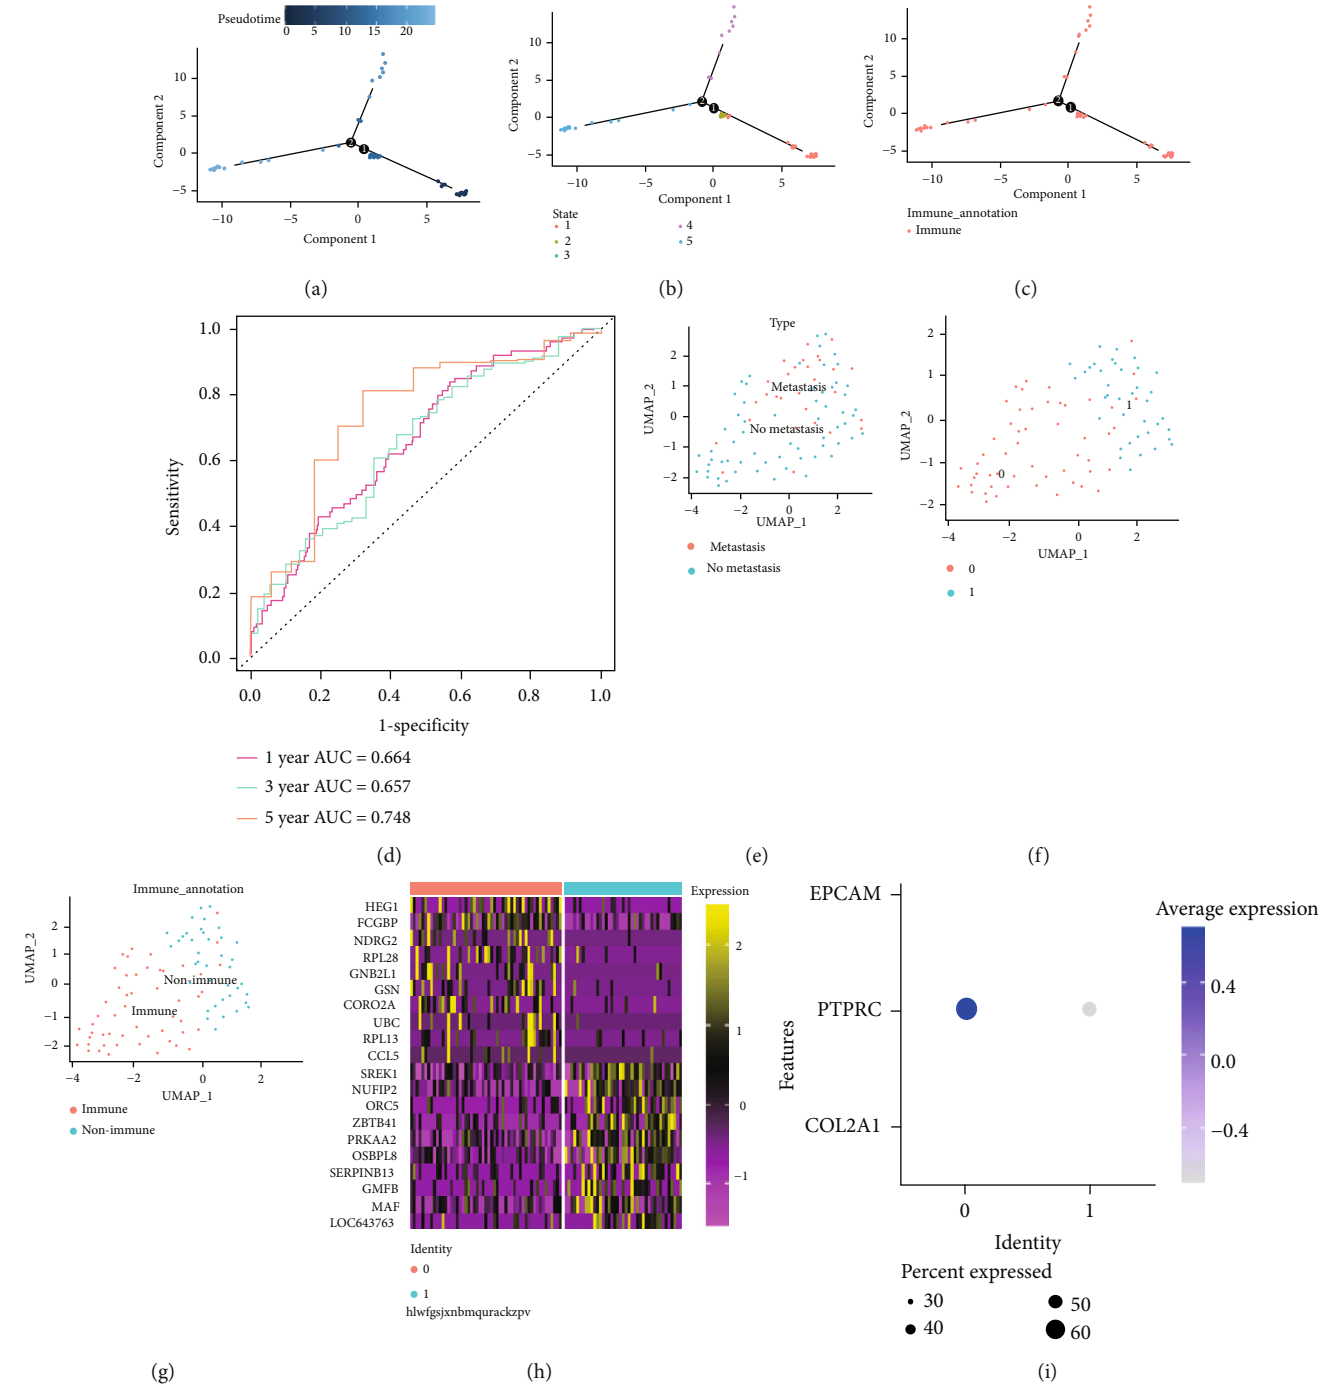 Pseudotime
0 5 10 15 20
Component 2
10
5
0
−5
−10 −5 0 5
Component 1
2
1
(a)
Component 2
10
5
0
−5
−10 −5 0 5
Component 1
2
1
State
1 4
2 5
3
(b)
Component 2
10
5
0
−5
−10 −5 0 5
Component 1
2
1
Immune_annotation
Immune
(c)
Sensitivity
1.0
0.8
0.6
0.4
0.2
0.0
0.0 0.2 0.4 0.6 0.8 1.0
1-specificity
1 year AUC = 0.664
3 year AUC = 0.657
5 year AUC = 0.748
(d)
Type
UMAP_2
2
1
0
−1
−2
Metastasis
No metastasis
−4 −2 0 2
UMAP_1
Metastasis
No metastasis
(e)
UMAP_2
2
1
0
−1
−2
1
0
−4 −2 0 2
UMAP_1
0
1
(f)
Immune_annotation
UMAP_2
2
1
0
−1
−2
Non-immune
Immune
−4 −2 0 2
UMAP_1
Immune
Non-immune
(g)
HEG1
FCGBP
NDRG2
RPL28
GNB2L1
GSN
CORO2A
UBC
RPL13
CCL5
SREK1
NUFIP2
ORC5
ZBTB41
PRKAA2
OSBPL8
SERPINB13
GMFB
MAF
LOC643763
Expression
2
1
0
−1
Identity
0
1
hlwfgsjxnbmqurackzpv
(h)
Features
EPCAM
PTPRC
COL2A1
0 1
Identity
Average expression
0.4
0.0
−0.4
Percent expressed
30 50
40 60
(i)